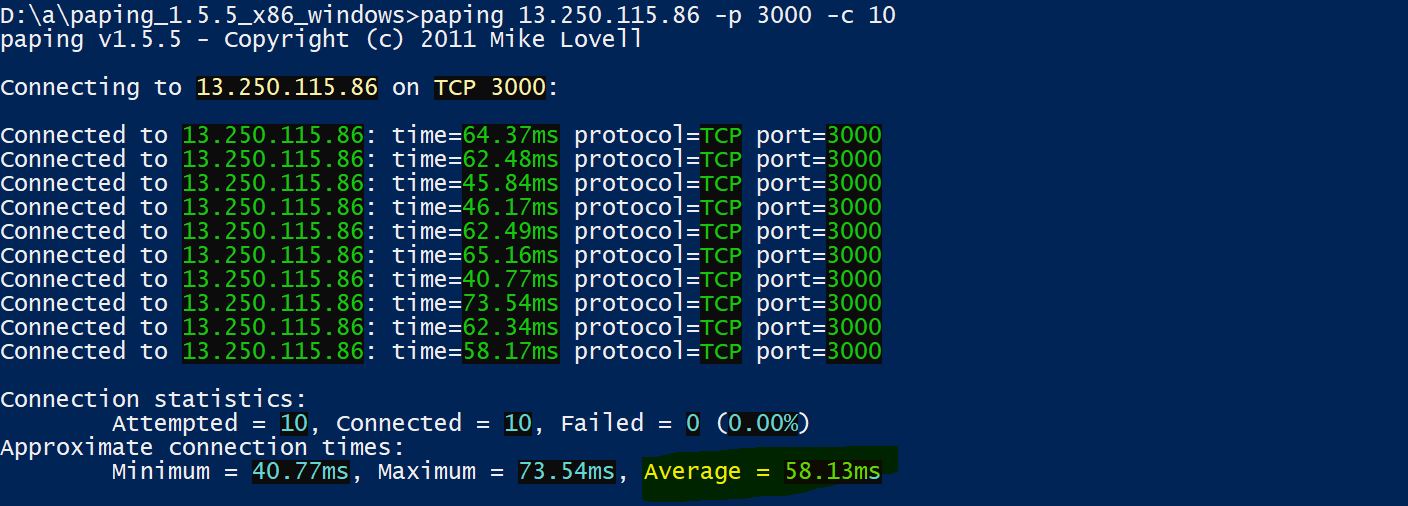 D:\a\paping_1.5.5_x86_windows>paping 13.250.115.86 -p 3000 -c 10
paping v1.5.5 - Copyright (c) 2011 Mike Lovell
Connecting to 13.250.115.86 on TCP 3000:
Connected to 13.250.115.86: time=64.37ms protocol=TCP port=3000
Connected to 13.250.115.86: time=62.48ms protocol=TCP port=3000
Connected to 13.250.115.86: time=45.84ms protocol=TCP port=3000
Connected to 13.250.115.86: time=46.17ms protocol=TCP port=3000
Connected to 13.250.115.86: time=62.49ms protocol=TCP port=3000
Connected to 13.250.115.86: time=65.16ms protocol=TCP port=3000
Connected to 13.250.115.86: time=40.77ms protocol=TCP port=3000
Connected to 13.250.115.86: time=73.54ms protocol=TCP port=3000
Connected to 13.250.115.86: time=62.34ms protocol=TCP port=3000
Connected to 13.250.115.86: time=58.17ms protocol=TCP port=3000
Connection statistics:
Attempted = 10, Connected = 10, Failed = 0 (0.00%)
Approximate connection times:
Minimum = 40.77ms, Maximum = 73.54ms, Average = 58.13ms